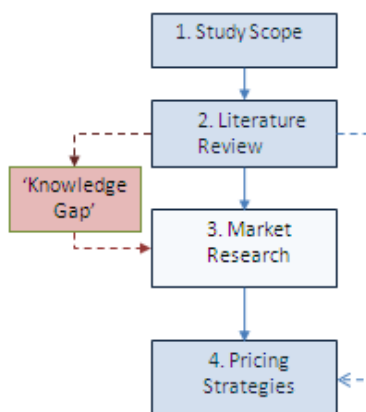 1. Study Scope
2. Literature
Review
‘Knowledge
Gap’
3. Market
Research
4. Pricing
Strategies